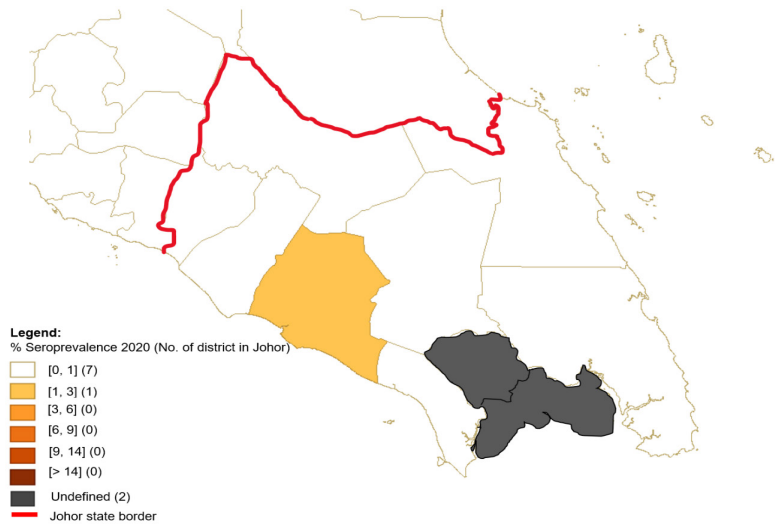 Legend:
% Seroprevalence 2020 (No. of district in Johor)
[0, 1] (7)
[1, 3] (1)
[3, 6] (0)
[6, 9] (0)
[9, 14] (0)
[> 14] (0)
Undefined (2)
Johor state border